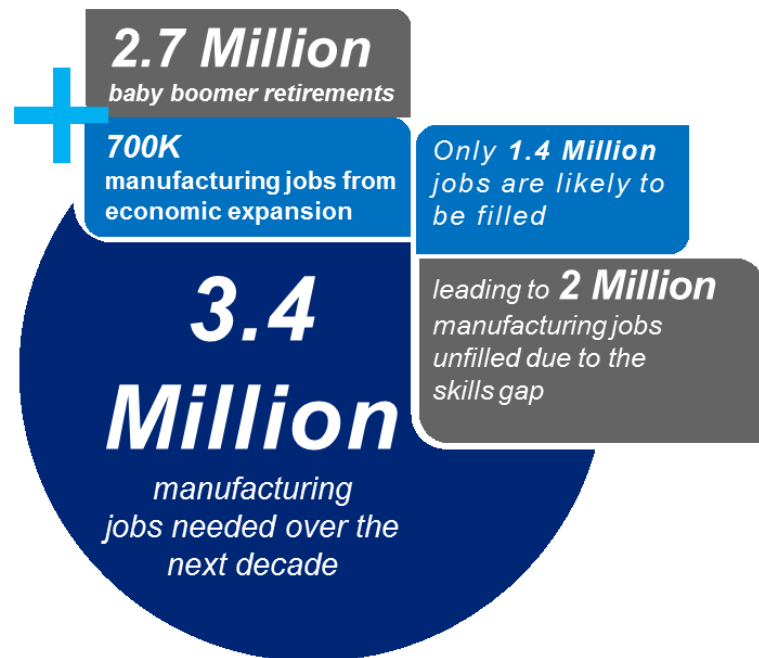 2.7 Million
baby boomer retirements
700K
manufacturing jobs from
economic expansion
Only 1.4 Million
jobs are likely to
be filled
leading to 2 Million
manufacturing jobs
unfilled due to the
skills gap
3.4
Million
manufacturing
jobs needed over the
next decade